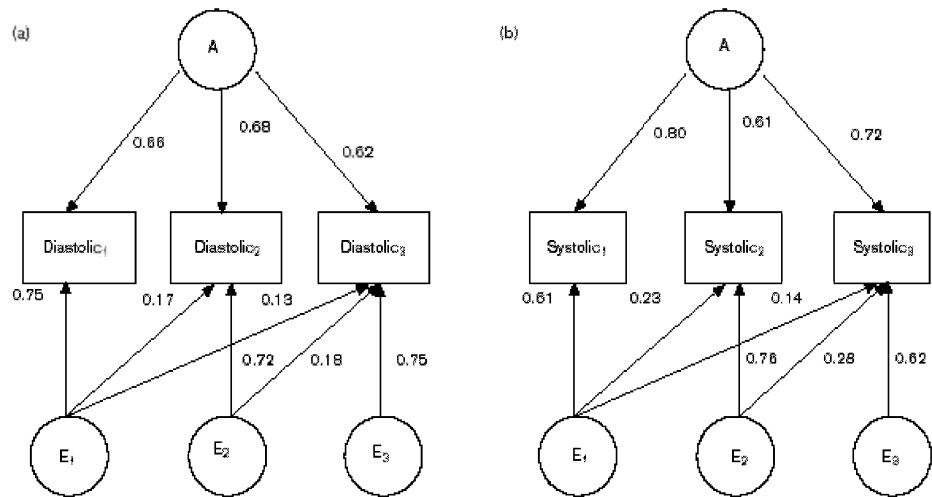 (a)
A
0.66
0.68
0.62
Diastolic1
Diastolic2
Diastolic3
0.75
0.17
0.13
0.72
0.18
0.75
E1
E2
E3
(b)
A
0.80
0.61
0.72
Systolic1
Systolic2
Systolic3
0.61
0.23
0.14
0.76
0.28
0.62
E1
E2
E3